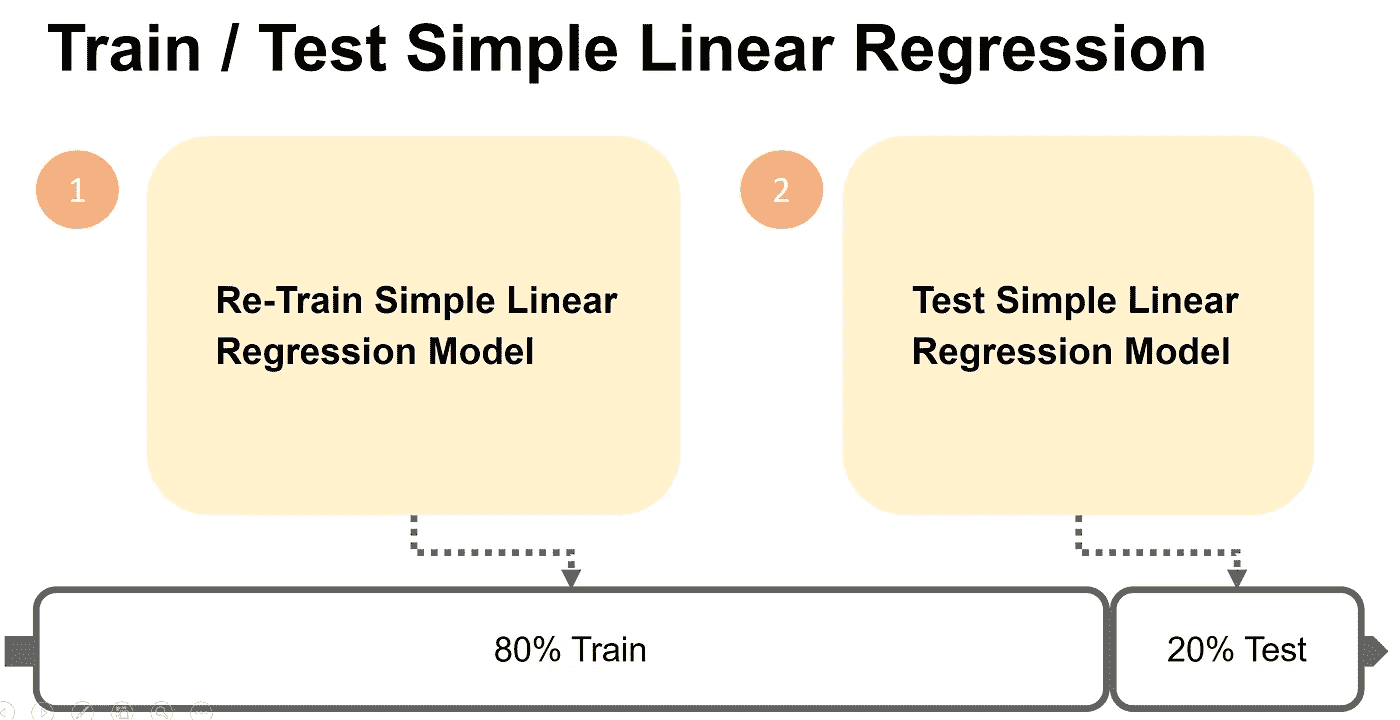 Train / Test Simple Linear Regression
1
Re-Train Simple Linear
Regression Model
2
Test Simple Linear
Regression Model
80% Train
20% Test